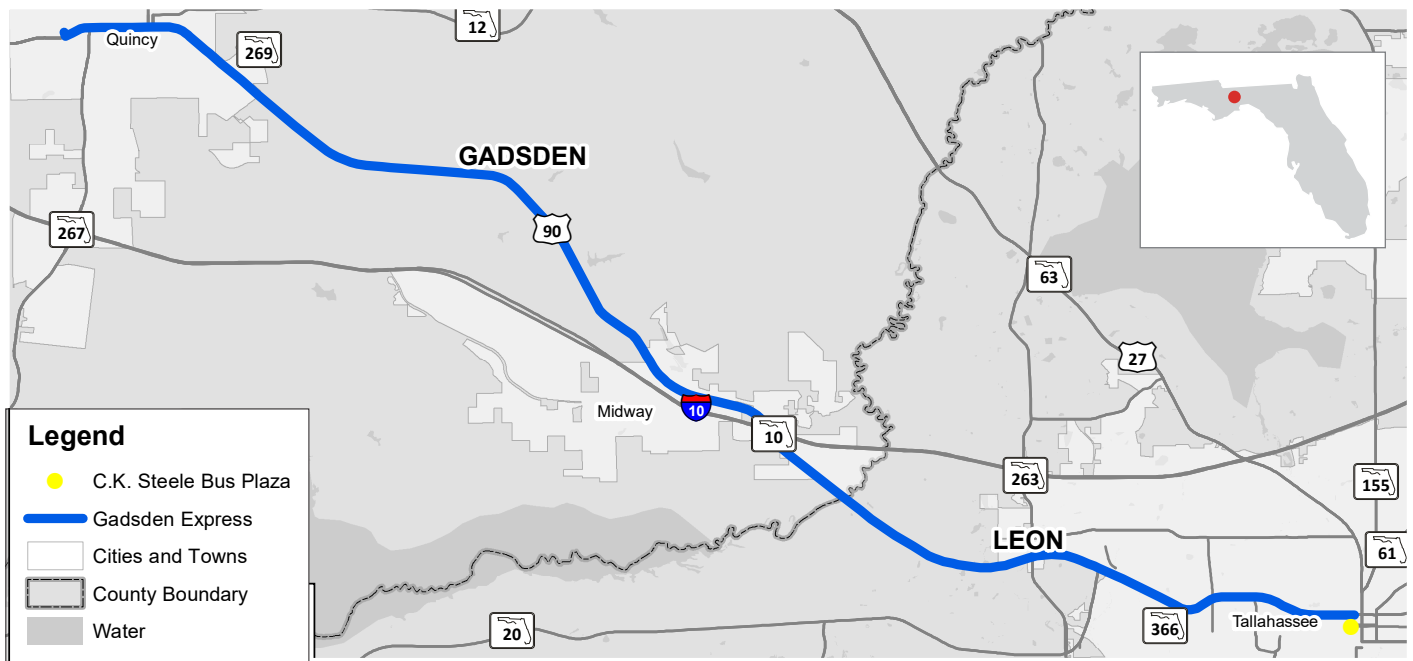 12
Quincy
269
GADSDEN
267
90
63
27
Midway
10
10
263
155
LEON
61
366
Tallahassee
20
Legend
C.K. Steele Bus Plaza
Gadsden Express
Cities and Towns
County Boundary
Water